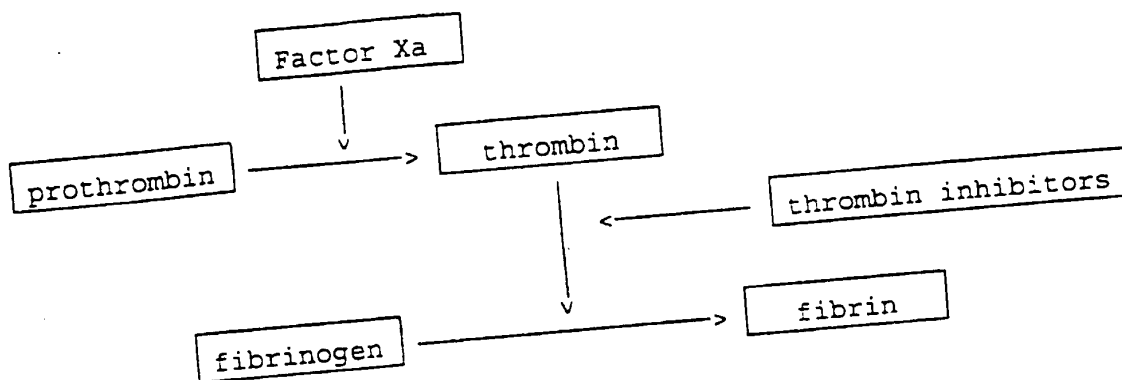 Factor Xa
prothrombin
thrombin
thrombin inhibitors
fibrinogen
fibrin